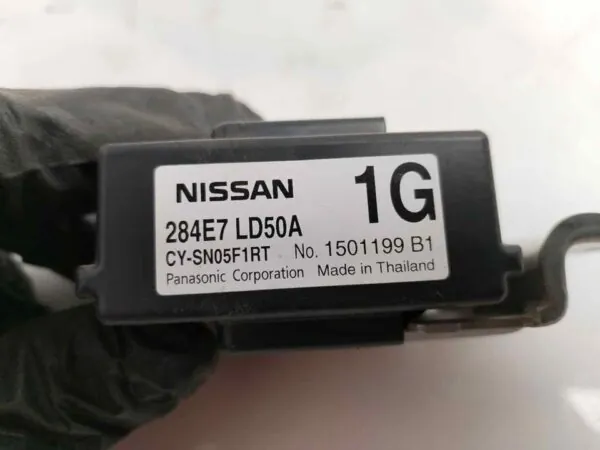 NISSAN 1G
284E7 LD50A
CY-SN05F1RT No. 1501199 B1
Panasonic Corporation Made in Thailand